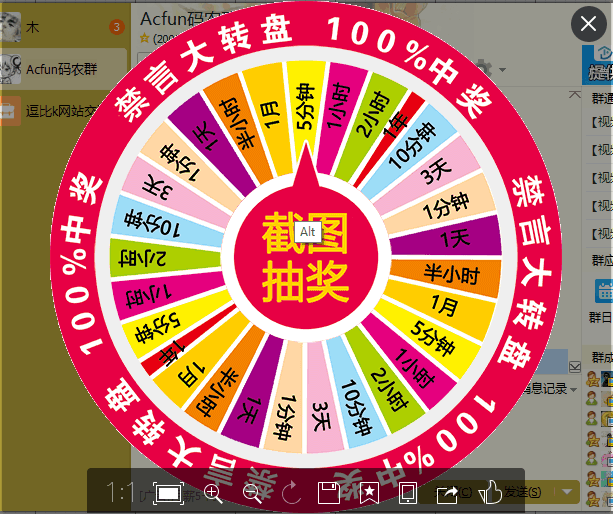 木
3
Acfun码农群
逗比k网站交
Acfun码农
禁言大转盘 100%中奖
禁言大转盘 100%中奖
禁言大转盘 100%中奖
5分钟
1小时
2小时
1年
10分钟
3天
1分钟
1天
半小时
1月
5分钟
1小时
2小时
10分钟
3天
1分钟
1天
半小时
1月
1年
5分钟
1小时
2小时
10分钟
3天
1分钟
1天
半小时
1月
截图
抽奖
Alt
群通
[视
[视
[视
[视
群应
群日
群成
消息记录
1:1
发送(S)